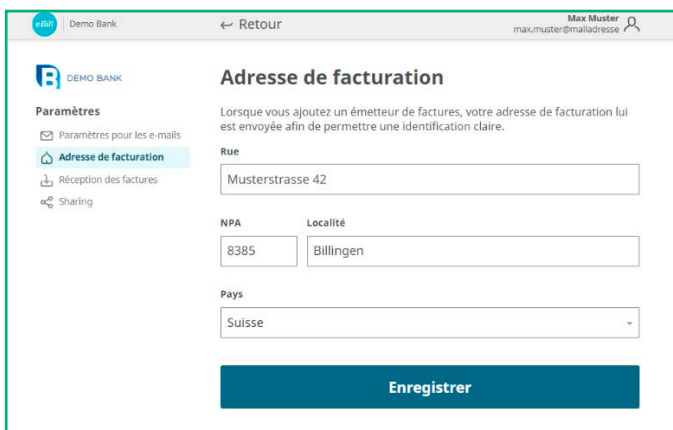 eBill Demo Bank ← Retour Max Muster
max.muster@mailadresse
DEMO BANK
Paramètres
Paramètres pour les e-mails
Adresse de facturation
Réception des factures
Sharing
Adresse de facturation
Lorsque vous ajoutez un émetteur de factures, votre adresse de facturation lui
est envoyée afin de permettre une identification claire.
Rue
Musterstrasse 42
NPA Localité
8385 Billingen
Pays
Suisse
Enregistrer